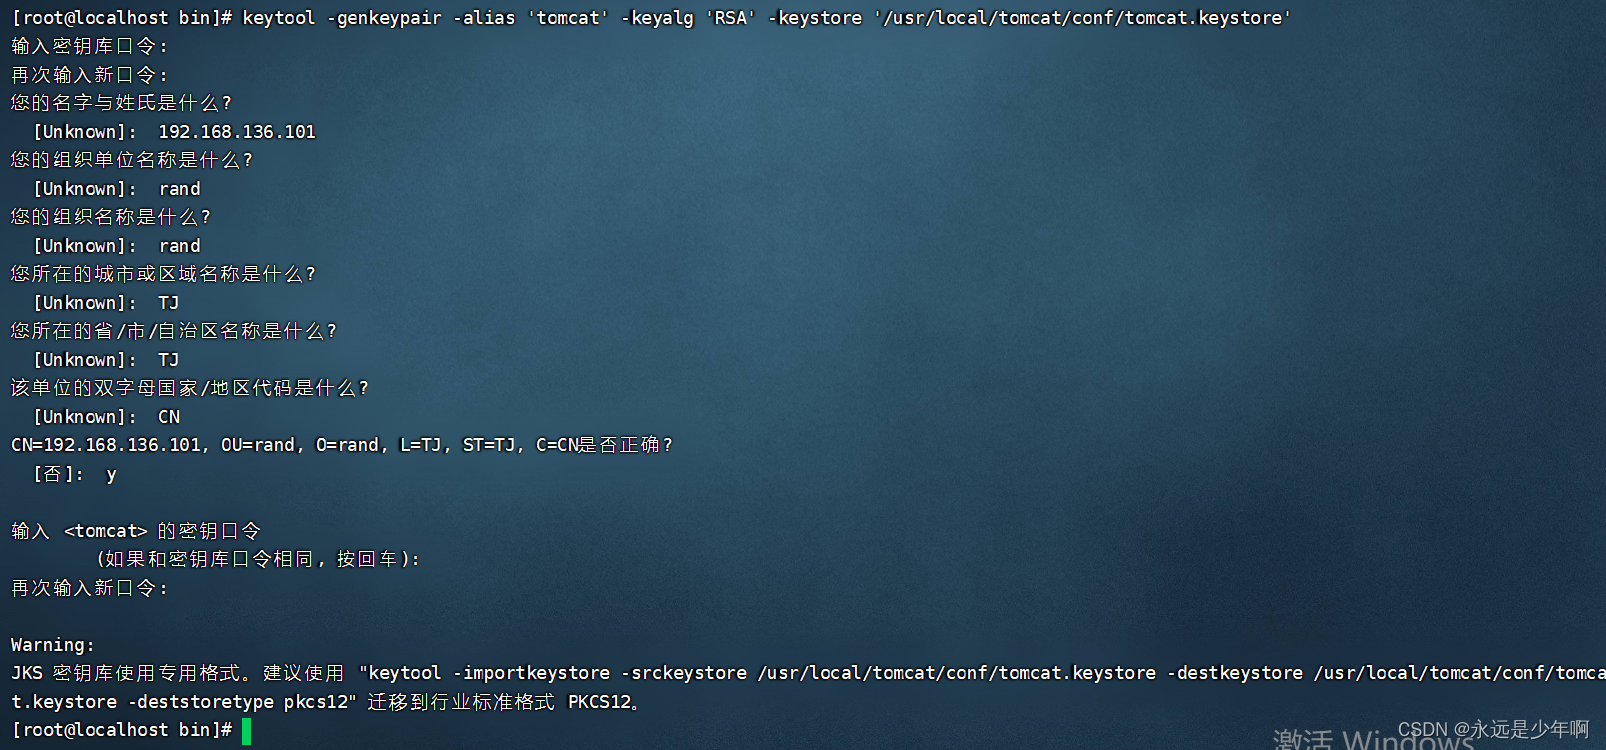 [root@localhost bin]# keytool -genkeypair -alias 'tomcat' -keyalg 'RSA' -keystore '/usr/local/tomcat/conf/tomcat.keystore'
输入密钥库口令:
再次输入新口令:
您的名字与姓氏是什么?
  [Unknown]:  192.168.136.101
您的组织单位名称是什么?
  [Unknown]:  rand
您的组织名称是什么?
  [Unknown]:  rand
您所在的城市或区域名称是什么?
  [Unknown]:  TJ
您所在的省/市/自治区名称是什么?
  [Unknown]:  TJ
该单位的双字母国家/地区代码是什么?
  [Unknown]:  CN
CN=192.168.136.101, OU=rand, O=rand, L=TJ, ST=TJ, C=CN是否正确?
  [否]:  y
输入 <tomcat> 的密钥口令
        (如果和密钥库口令相同, 按回车):
再次输入新口令:
Warning:
JKS 密钥库使用专用格式。建议使用 "keytool -importkeystore -srckeystore /usr/local/tomcat/conf/tomcat.keystore -destkeystore /usr/local/tomcat/conf/tomca
t.keystore -deststoretype pkcs12" 迁移到行业标准格式 PKCS12。
[root@localhost bin]#
激活 Windows
CSDN @永远是少年啊